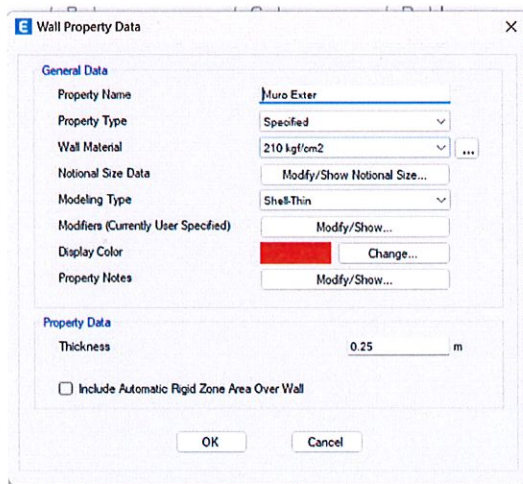 E Wall Property Data
General Data
Property Name Muro Exter
Property Type Specified
Wall Material 210 kgf/cm2 ...
Notional Size Data Modify/Show Notional Size...
Modeling Type Shell-Thin
Modifiers (Currently User Specified) Modify/Show...
Display Color Change...
Property Notes Modify/Show...
Property Data
Thickness 0.25 m
Include Automatic Rigid Zone Area Over Wall
OK Cancel